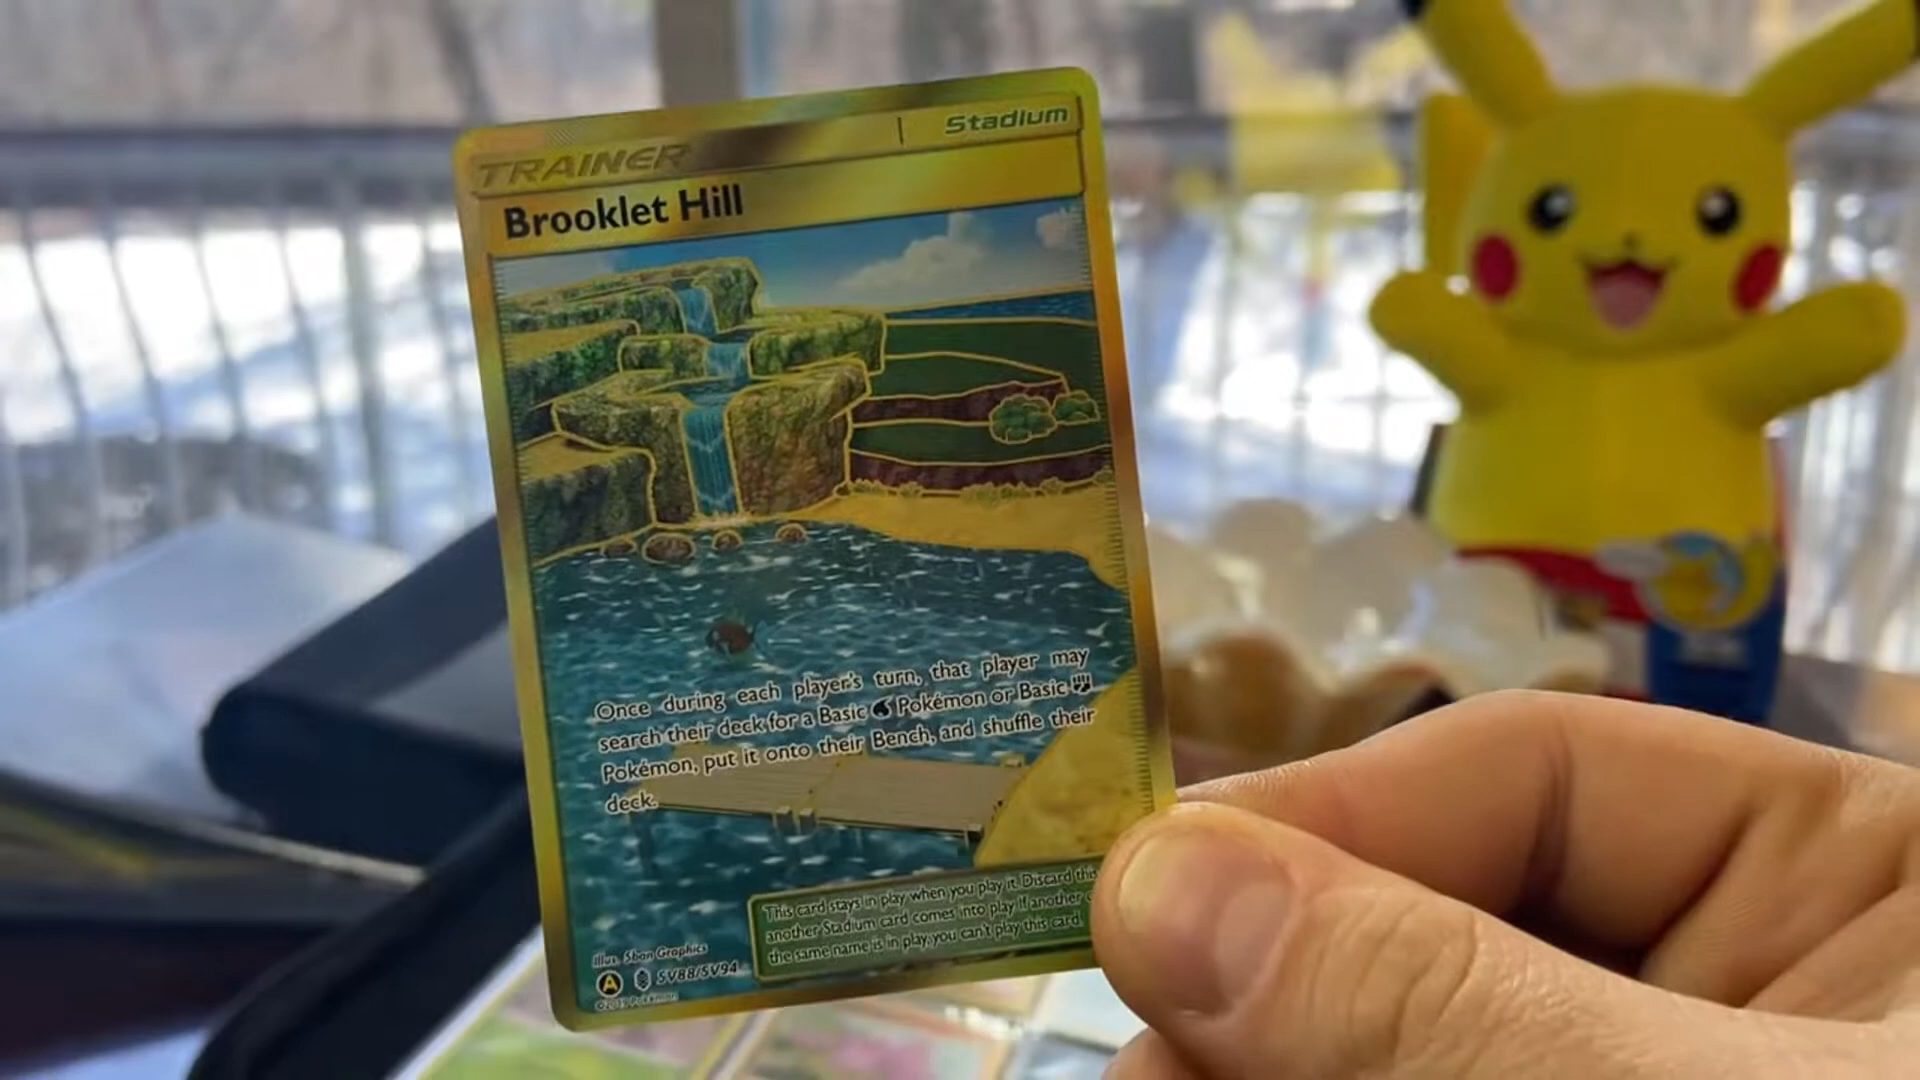 TRAINER
Stadium
Brooklet Hill
Once during each player's turn, that player may
search their deck for a Basic Pokémon or Basic
Pokémon, put it onto their Bench, and shuffle their
deck.
This card stays in play when you play it. Discard this
another Stadium card comes into play. If another
the same name is in play, you can't play this card.
Illus. 5ban Graphics
A SV88/SV94
©2019 Pokémon